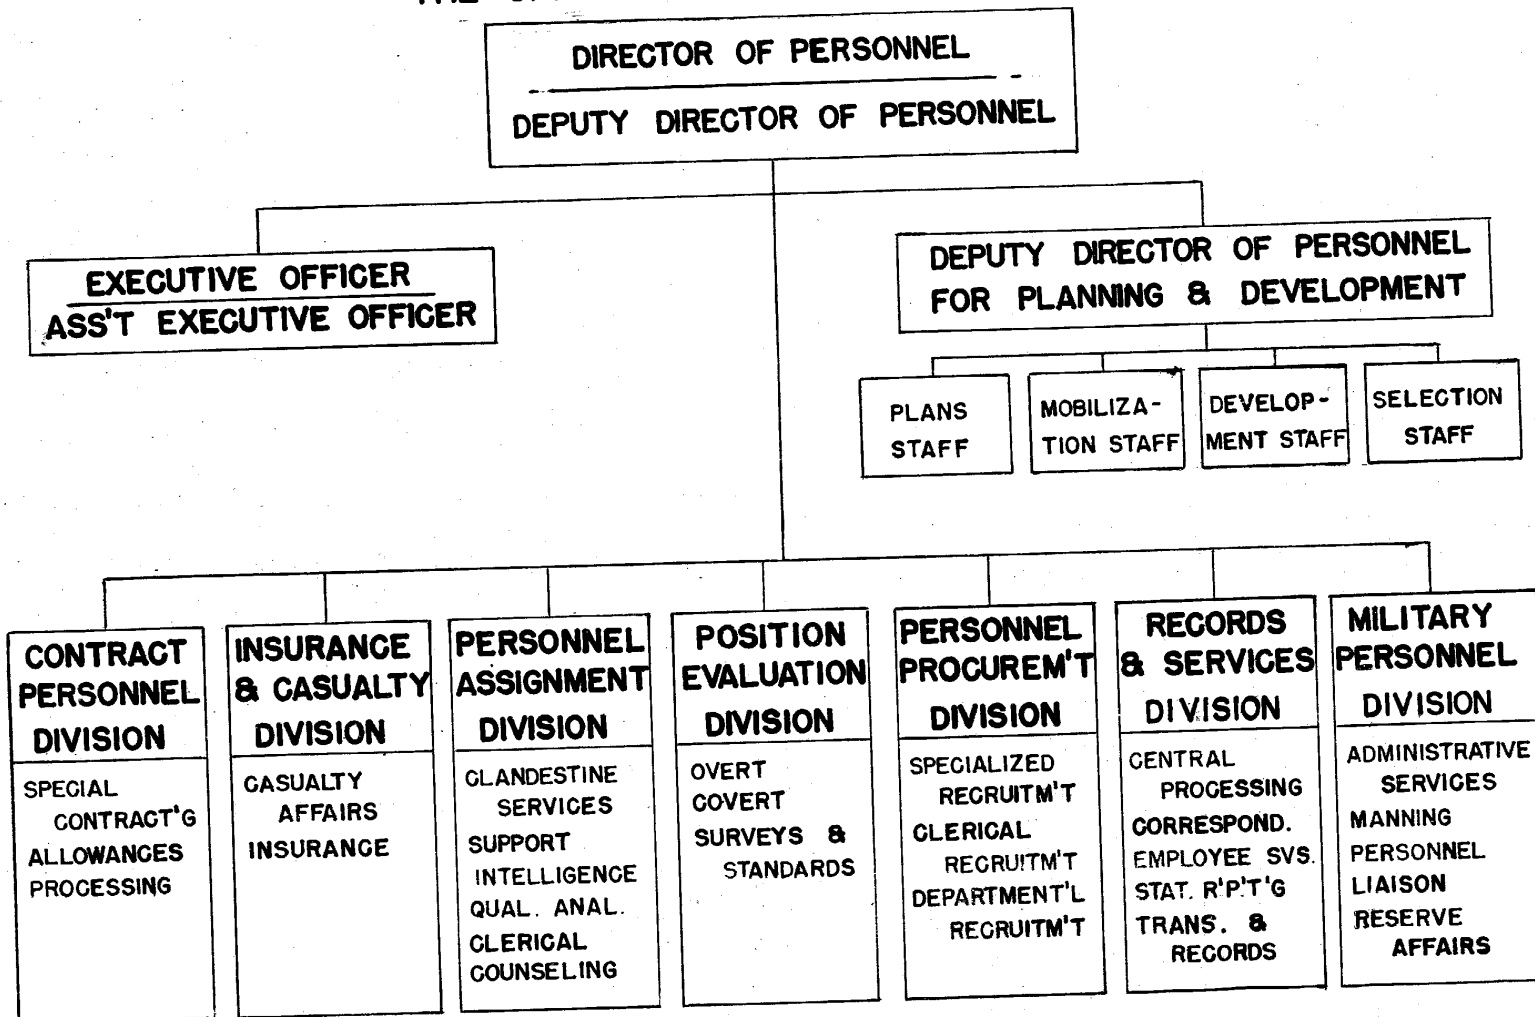 DIRECTOR OF PERSONNEL
DEPUTY DIRECTOR OF PERSONNEL
EXECUTIVE OFFICER
ASS'T EXECUTIVE OFFICER
DEPUTY DIRECTOR OF PERSONNEL
FOR PLANNING & DEVELOPMENT
PLANS
STAFF
MOBILIZA-
TION STAFF
DEVELOP-
MENT STAFF
SELECTION
STAFF
CONTRACT
PERSONNEL
DIVISION
SPECIAL
CONTRACT'G
ALLOWANCES
PROCESSING
INSURANCE
& CASUALTY
DIVISION
CASUALTY
AFFAIRS
INSURANCE
PERSONNEL
ASSIGNMENT
DIVISION
CLANDESTINE
SERVICES
SUPPORT
INTELLIGENCE
QUAL. ANAL.
CLERICAL
COUNSELING
POSITION
EVALUATION
DIVISION
OVERT
COVERT
SURVEYS &
STANDARDS
PERSONNEL
PROCUREM'T
DIVISION
SPECIALIZED
RECRUITM'T
CLERICAL
RECRUITM'T
DEPARTMENT'L
RECRUITM'T
RECORDS
& SERVICES
DIVISION
CENTRAL
PROCESSING
CORRESPOND.
EMPLOYEE SVS.
STAT. R'P'T'G
TRANS. &
RECORDS
MILITARY
PERSONNEL
DIVISION
ADMINISTRATIVE
SERVICES
MANNING
PERSONNEL
LIAISON
RESERVE
AFFAIRS